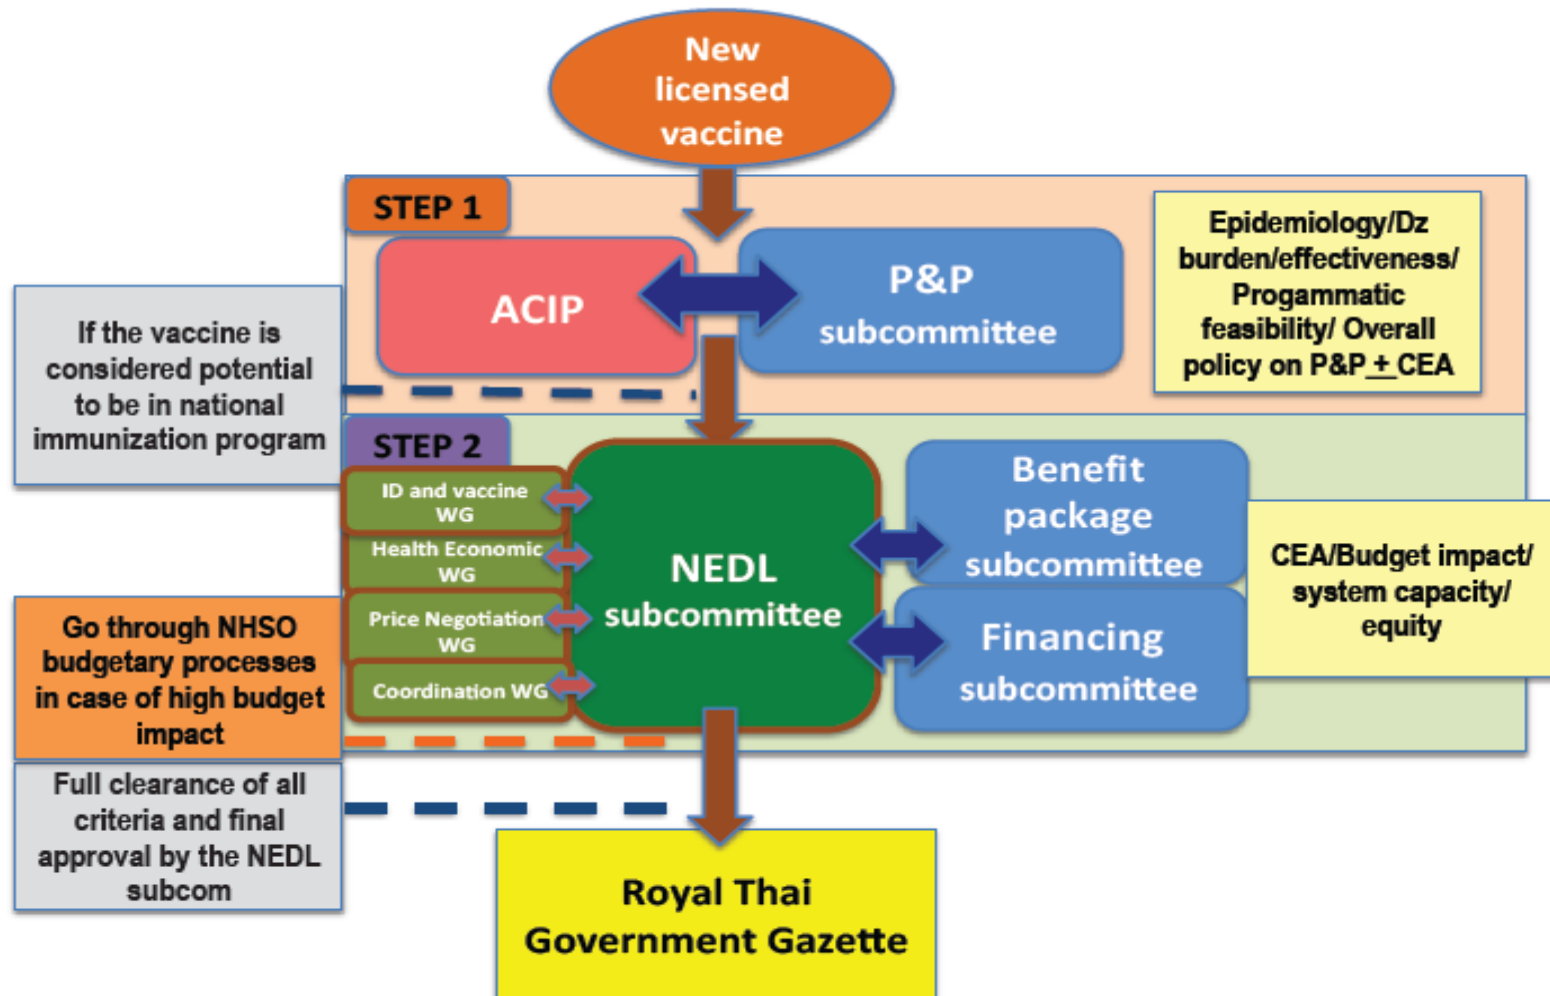 New
licensed
vaccine
STEP 1
ACIP
P&P
subcommittee
Epidemiology/Dz
burden/effectiveness/
Progammatic
feasibility/ Overall
policy on P&P + CEA
If the vaccine is
considered potential
to be in national
immunization program
STEP 2
ID and vaccine
WG
Health Economic
WG
Price Negotiation
WG
Coordination WG
NEDL
subcommittee
Benefit
package
subcommittee
Financing
subcommittee
CEA/Budget impact/
system capacity/
equity
Go through NHSO
budgetary processes
in case of high budget
impact
Full clearance of all
criteria and final
approval by the NEDL
subcom
Royal Thai
Government Gazette